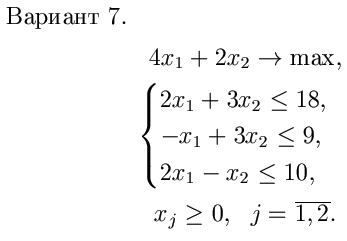 Вариант 7.
4x₁ + 2x₂ → max,
2x₁ + 3x₂ ≤ 18,
−x₁ + 3x₂ ≤ 9,
2x₁ − x₂ ≤ 10,
xⱼ ≥ 0, j = 1,2.